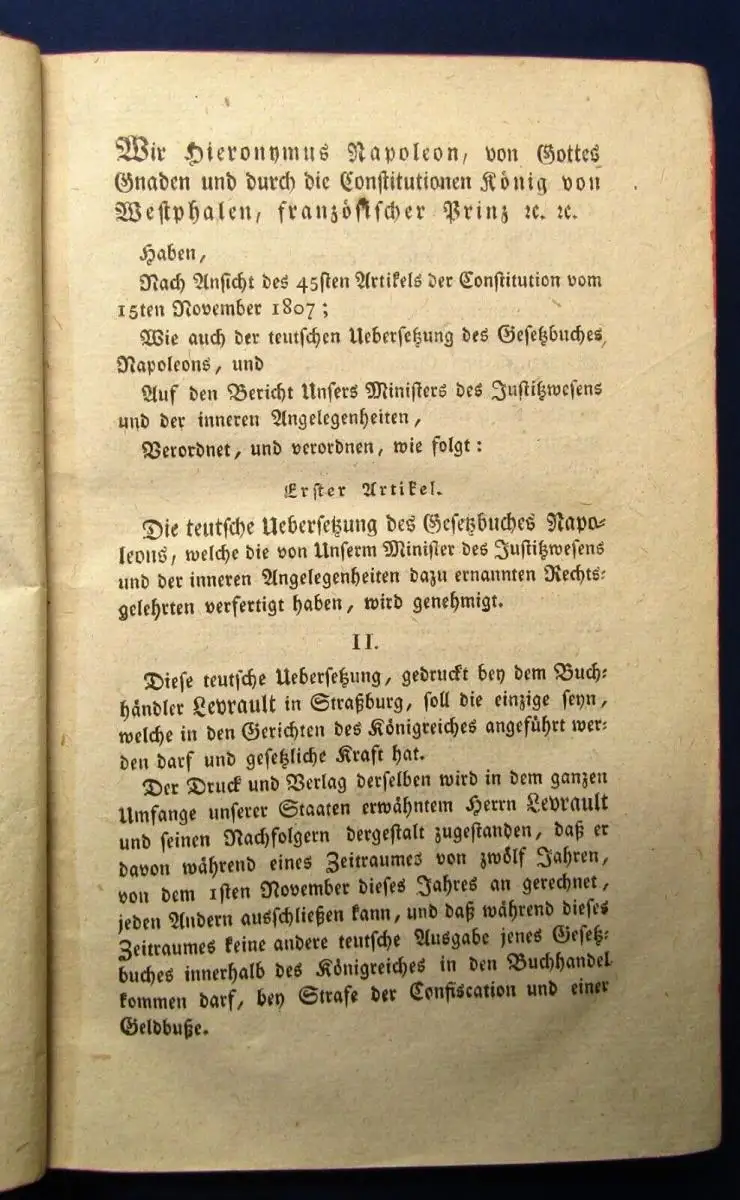 Wir Hieronymus Napoleon, von Gottes
Gnaden und durch die Constitutionen König von
Westphalen, französischer Prinz ꝛc. ꝛc.
Haben,
Nach Ansicht des 45sten Artikels der Constitution vom
15ten November 1807;
Wie auch der teutschen Uebersetzung des Gesetzbuches
Napoleons, und
Auf den Bericht Unsers Ministers des Justitzwesens
und der inneren Angelegenheiten,
Verordnet, und verordnen, wie folgt:
Erster Artikel.
Die teutsche Uebersetzung des Gesetzbuches Napo-
leons, welche die von Unserm Minister des Justitzwesens
und der inneren Angelegenheiten dazu ernannten Rechts-
gelehrten verfertigt haben, wird genehmigt.
II.
Diese teutsche Uebersetzung, gedruckt bey dem Buch-
händler Levrault in Straßburg, soll die einzige seyn,
welche in den Gerichten des Königreiches angeführt wer-
den darf und gesetzliche Kraft hat.
Der Druck und Verlag derselben wird in dem ganzen
Umfange unserer Staaten erwähntem Herrn Levrault
und seinen Nachfolgern dergestalt zugestanden, daß er
davon während eines Zeitraumes von zwölf Jahren,
von dem 1sten November dieses Jahres an gerechnet,
jeden Andern ausschließen kann, und daß während dieses
Zeitraumes keine andere teutsche Ausgabe jenes Gesetz-
buches innerhalb des Königreiches in den Buchhandel
kommen darf, bey Strafe der Confiscation und einer
Geldbuße.